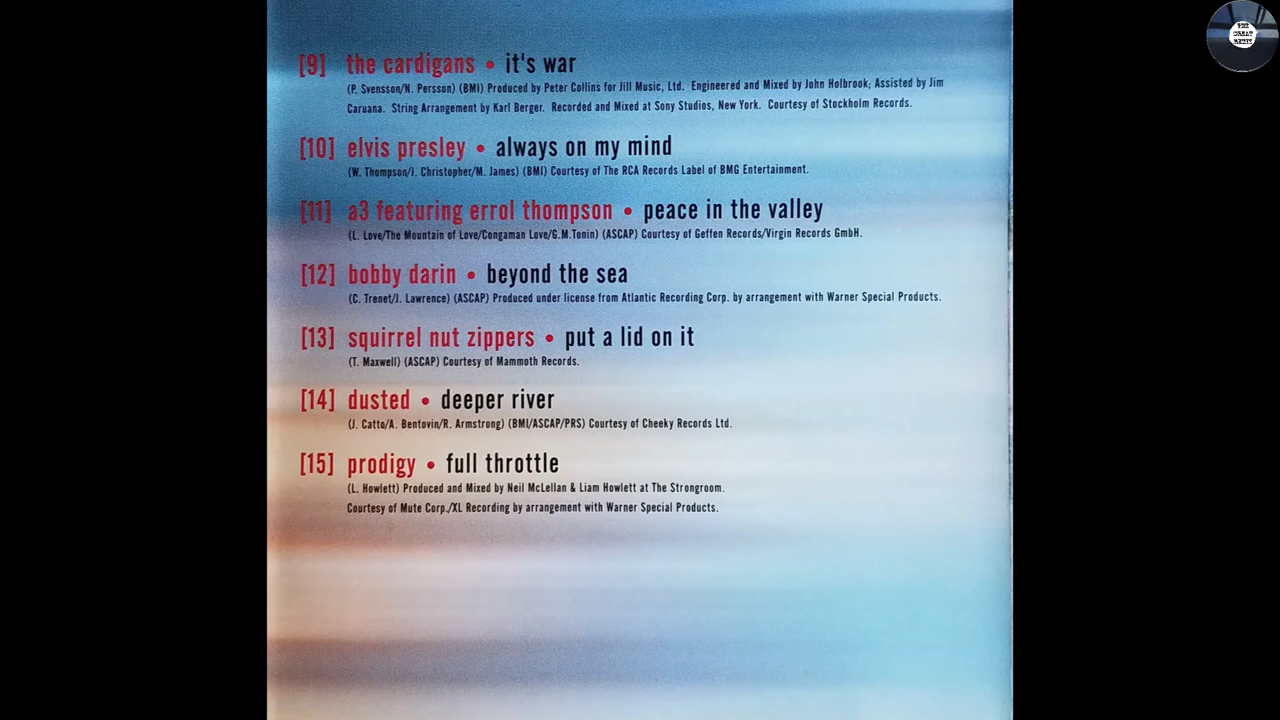 [9] the cardigans • it's war
(P. Svensson/N. Persson) (BMI) Produced by Peter Collins for Jill Music, Ltd. Engineered and Mixed by John Holbrook; Assisted by Jim
Caruana. String Arrangement by Karl Berger. Recorded and Mixed at Sony Studios, New York. Courtesy of Stockholm Records.
[10] elvis presley • always on my mind
(W. Thompson/J. Christopher/M. James) (BMI) Courtesy of The RCA Records Label of BMG Entertainment.
[11] a3 featuring errol thompson • peace in the valley
(L. Love/The Mountain of Love/Congaman Love/G.M.Tonin) (ASCAP) Courtesy of Geffen Records/Virgin Records GmbH.
[12] bobby darin • beyond the sea
(C. Trenet/J. Lawrence) (ASCAP) Produced under license from Atlantic Recording Corp. by arrangement with Warner Special Products.
[13] squirrel nut zippers • put a lid on it
(T. Maxwell) (ASCAP) Courtesy of Mammoth Records.
[14] dusted • deeper river
(J. Catto/A. Bentovin/R. Armstrong) (BMI/ASCAP/PRS) Courtesy of Cheeky Records Ltd.
[15] prodigy • full throttle
(L. Howlett) Produced and Mixed by Neil McLellan & Liam Howlett at The Strongroom.
Courtesy of Mute Corp./XL Recording by arrangement with Warner Special Products.
THE
GREAT